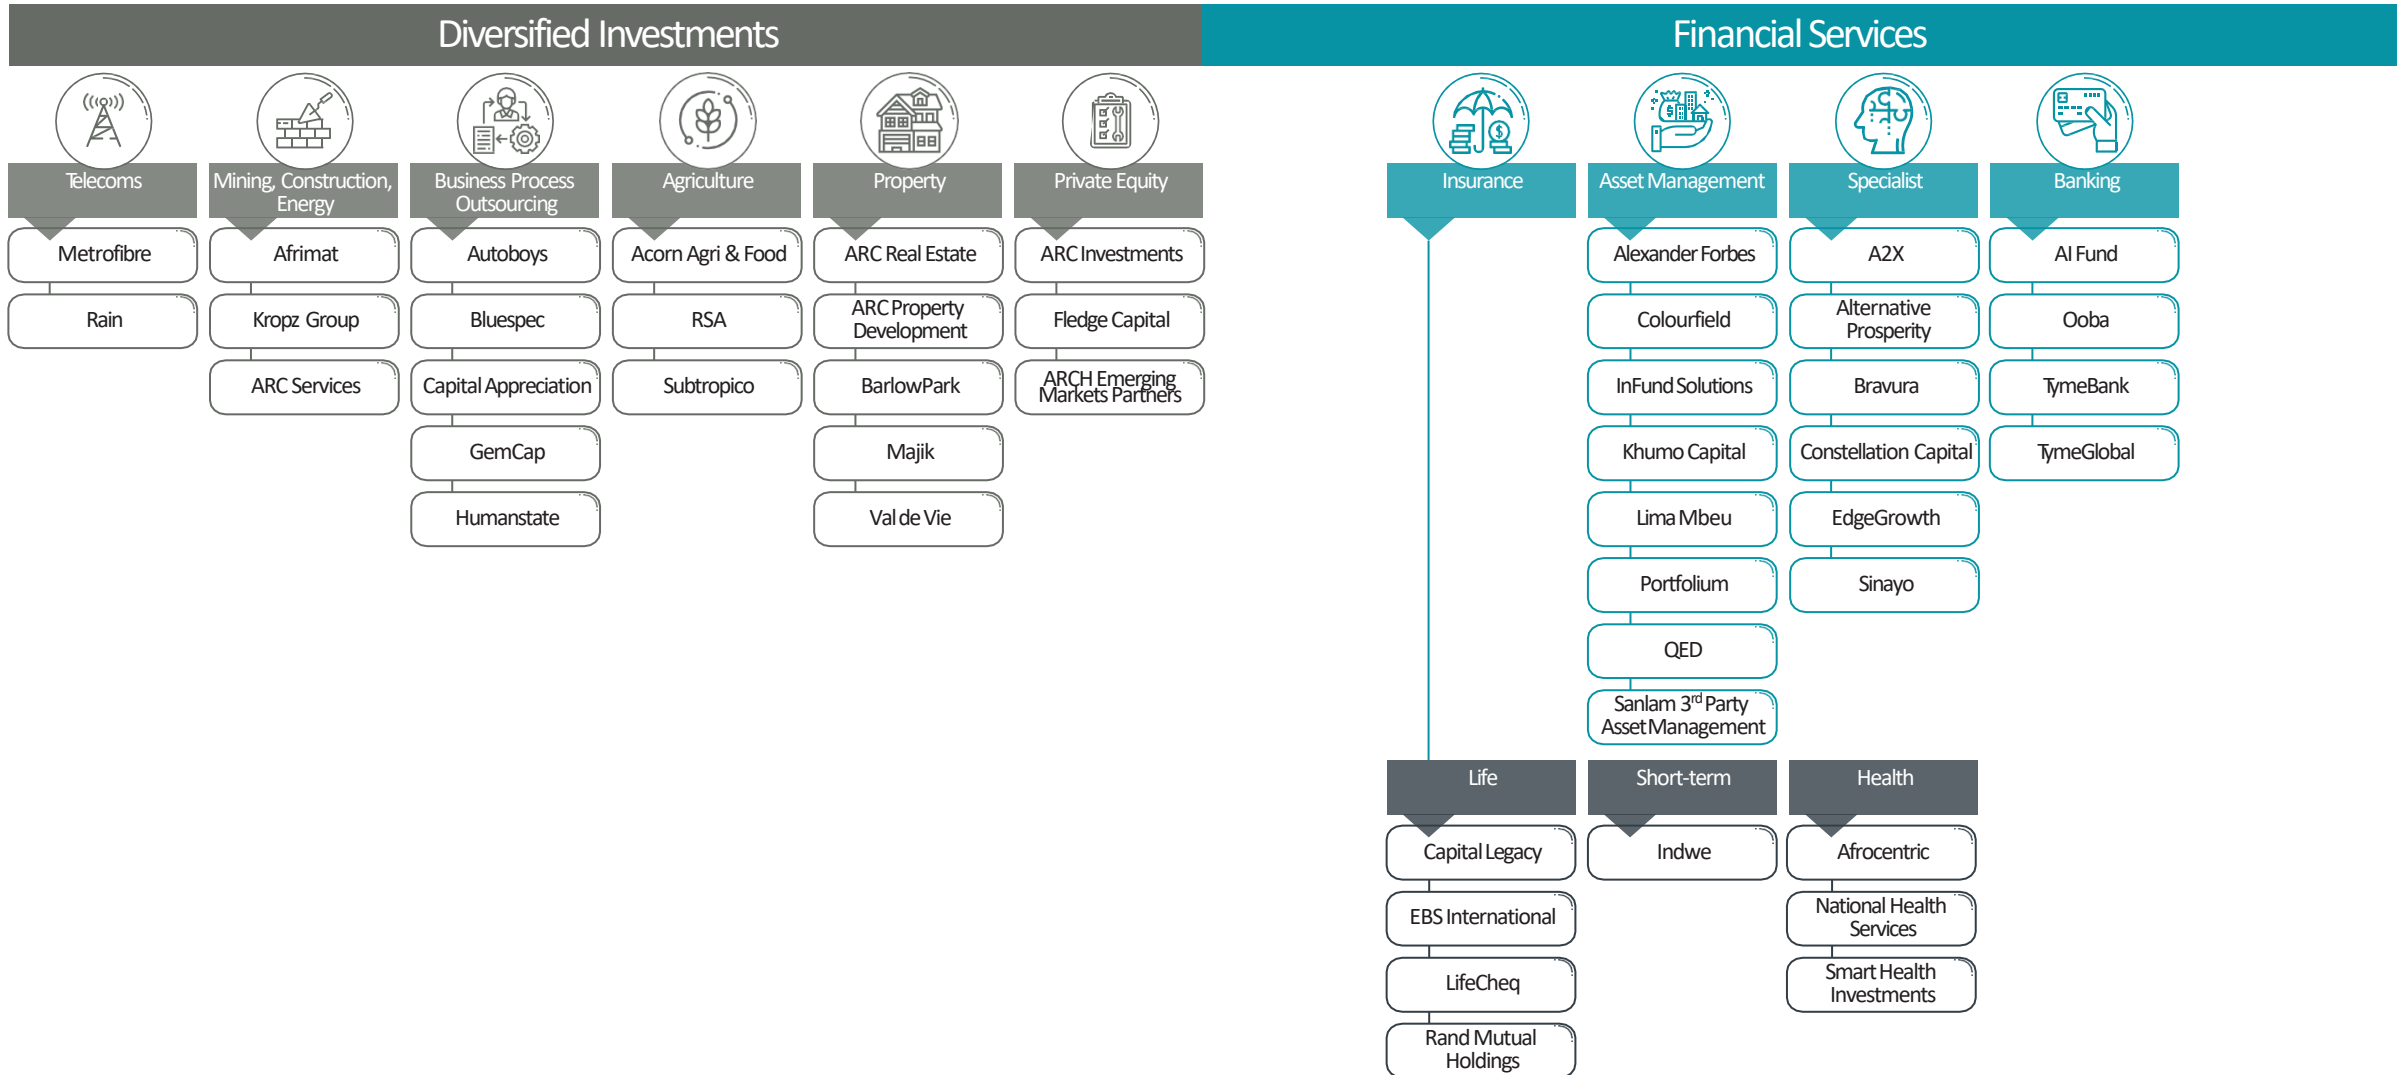 Diversified Investments
Financial Services
Telecoms
Metrofibre
Rain
Mining, Construction,
Energy
Afrimat
Kropz Group
ARC Services
Business Process
Outsourcing
Autoboys
Bluespec
Capital Appreciation
GemCap
Humanstate
Agriculture
Acorn Agri & Food
RSA
Subtropico
Property
ARC Real Estate
ARC Property
Development
BarlowPark
Majik
Val de Vie
Private Equity
ARC Investments
Fledge Capital
ARCH Emerging
Markets Partners
Insurance
Asset Management
Alexander Forbes
Colourfield
InFund Solutions
Khumo Capital
Lima Mbeu
Portfolium
QED
Sanlam 3rd Party
Asset Management
Specialist
A2X
Alternative
Prosperity
Bravura
Constellation Capital
EdgeGrowth
Sinayo
Banking
AI Fund
Ooba
TymeBank
TymeGlobal
Life
Capital Legacy
EBS International
LifeCheq
Rand Mutual
Holdings
Short-term
Indwe
Health
Afrocentric
National Health
Services
Smart Health
Investments